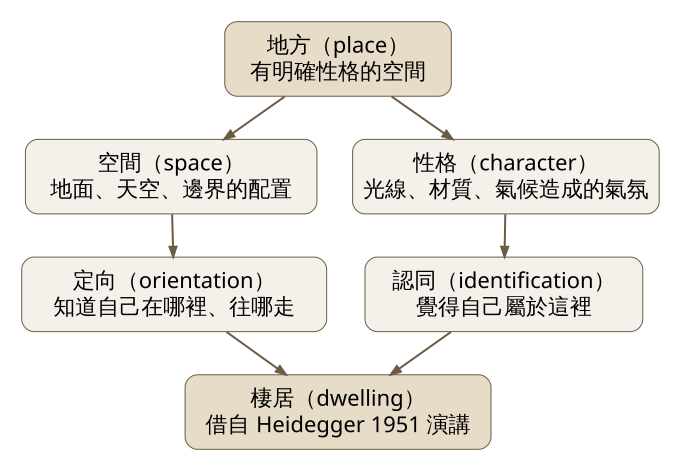 地方（place）
有明確性格的空間
空間（space）
地面、天空、邊界的配置
性格（character）
光線、材質、氣候造成的氣氛
定向（orientation）
知道自己在哪裡、往哪走
認同（identification）
覺得自己屬於這裡
棲居（dwelling）
借自 Heidegger 1951 演講